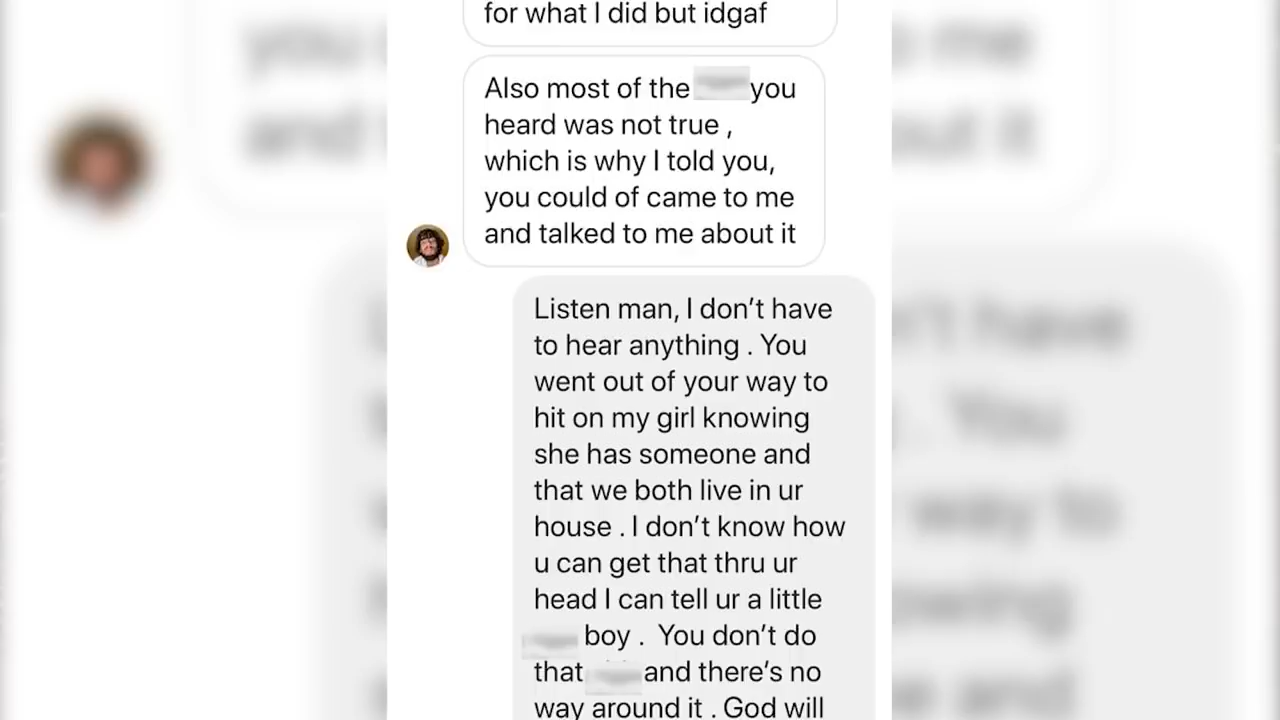 for what I did but idgaf
Also most of the you
heard was not true ,
which is why I told you,
you could of came to me
and talked to me about it
Listen man, I don't have
to hear anything . You
went out of your way to
hit on my girl knowing
she has someone and
that we both live in ur
house . I don't know how
u can get that thru ur
head I can tell ur a little
boy . You don't do
that and there's no
way around it . God will